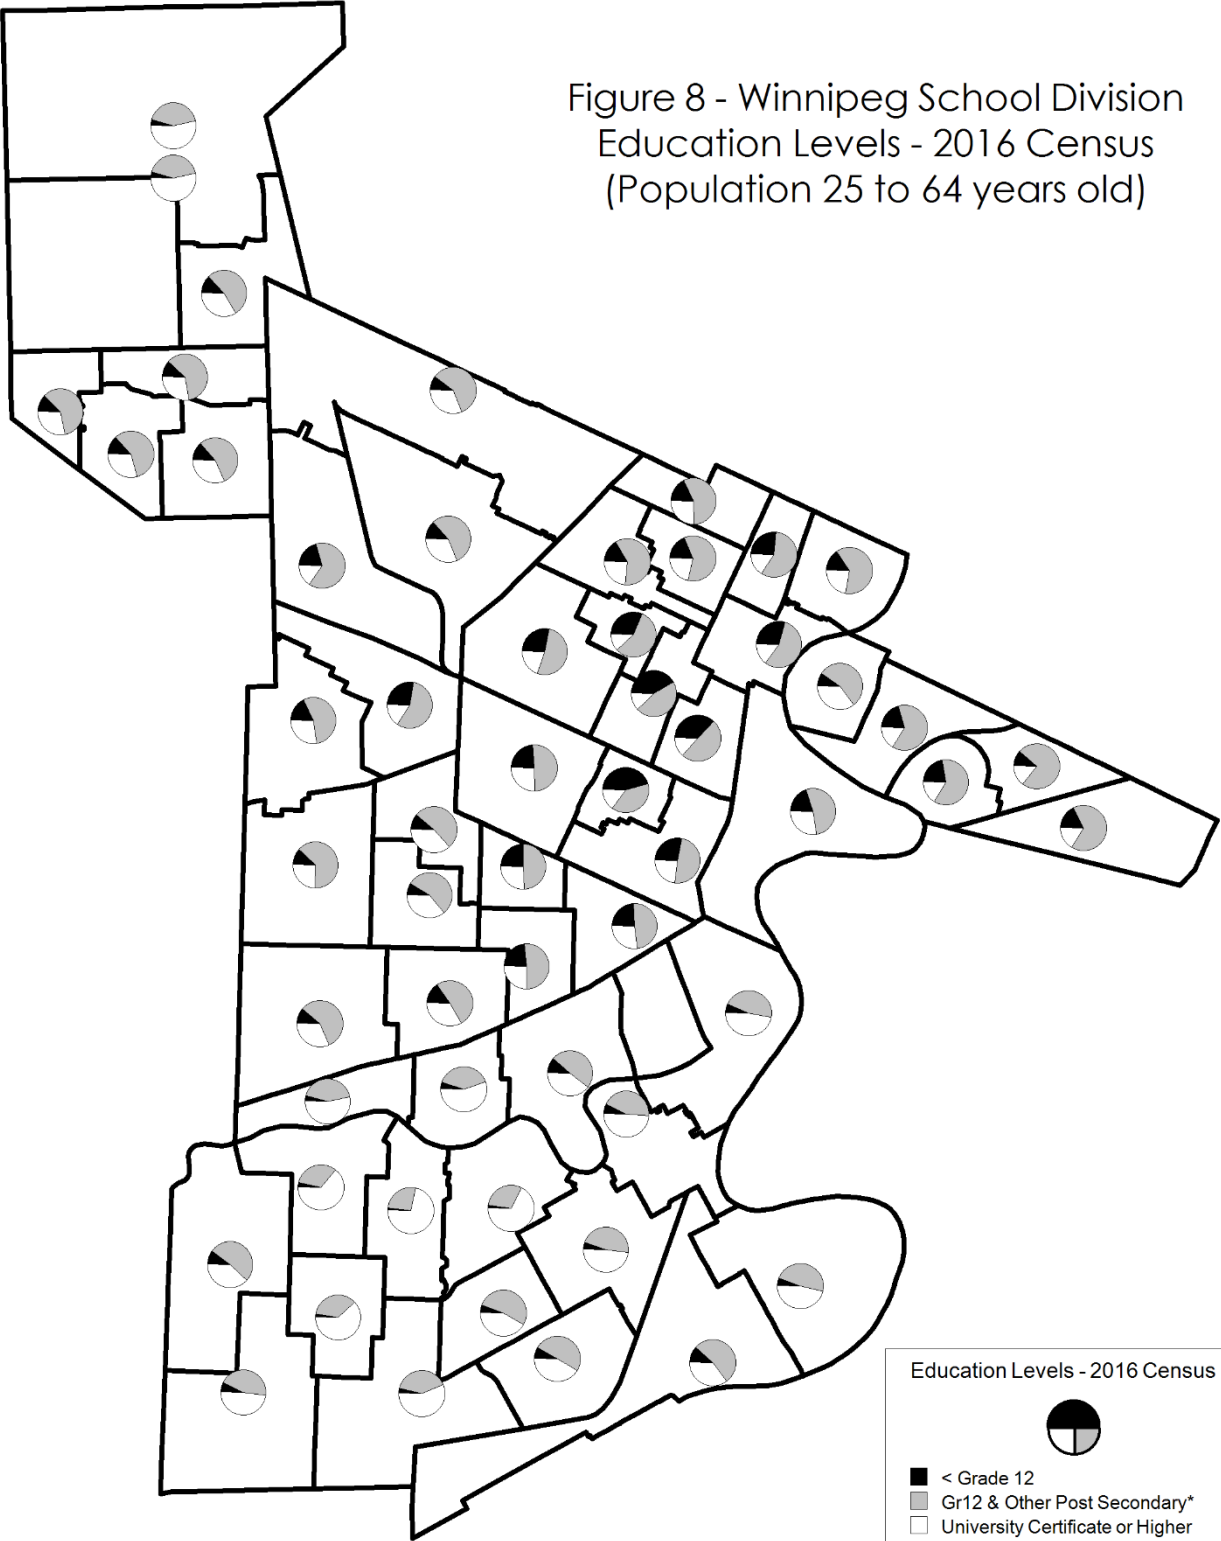 Figure 8 - Winnipeg School Division
Education Levels - 2016 Census
(Population 25 to 64 years old)
Education Levels - 2016 Census
< Grade 12
Gr12 & Other Post Secondary*
University Certificate or Higher